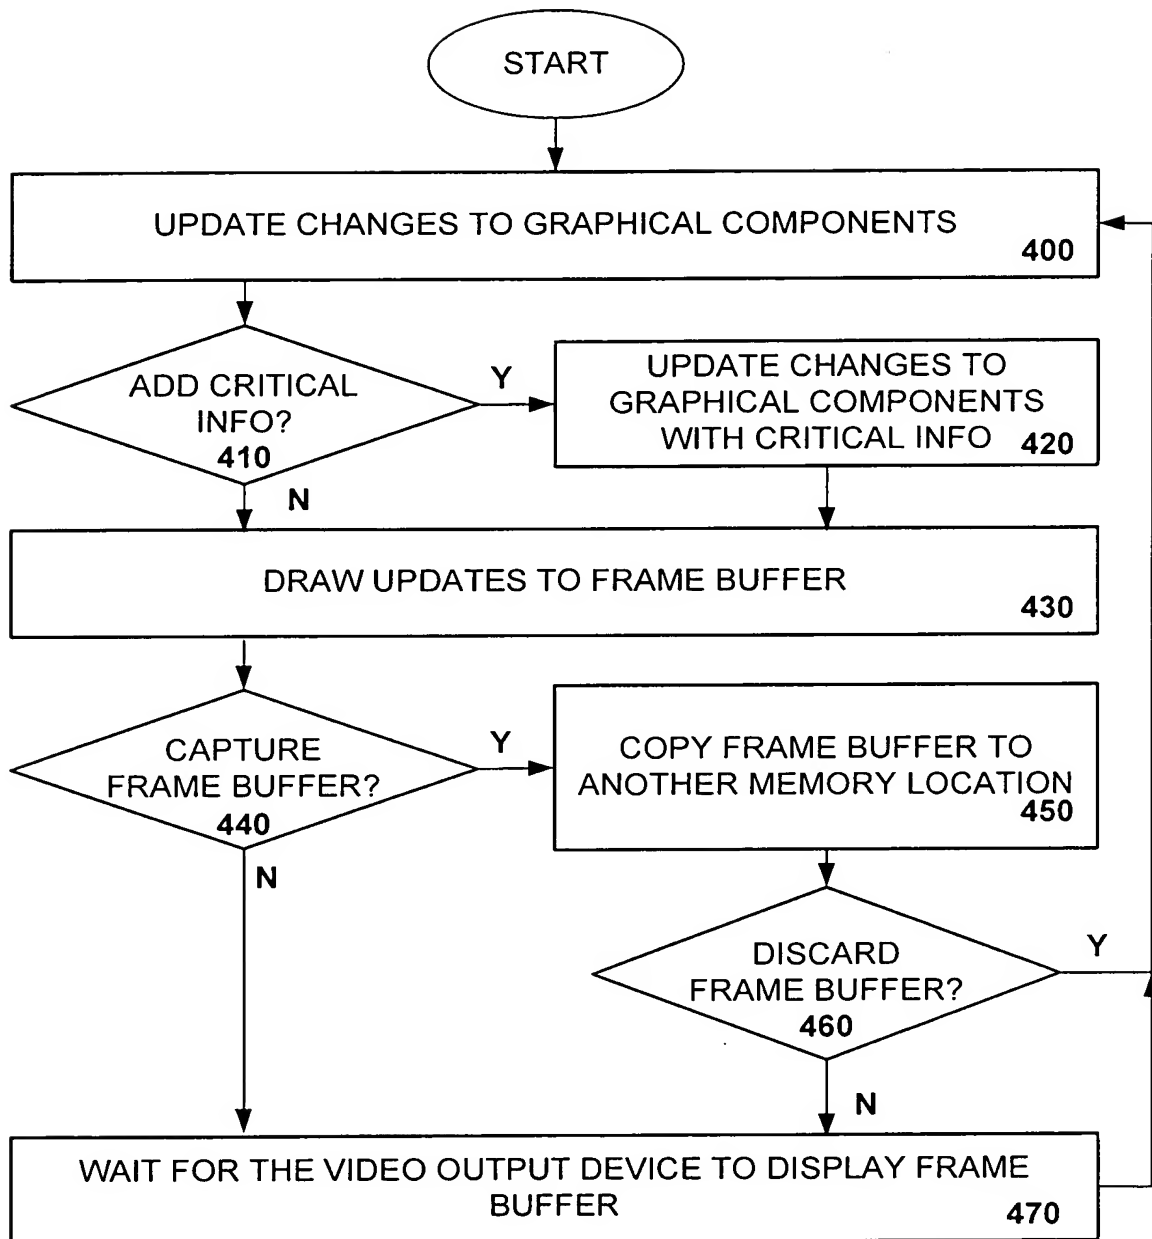 START
UPDATE CHANGES TO GRAPHICAL COMPONENTS
400
ADD CRITICAL
INFO?
410
Y
UPDATE CHANGES TO
GRAPHICAL COMPONENTS
WITH CRITICAL INFO
420
N
DRAW UPDATES TO FRAME BUFFER
430
CAPTURE
FRAME BUFFER?
440
Y
COPY FRAME BUFFER TO
ANOTHER MEMORY LOCATION
450
N
DISCARD
FRAME BUFFER?
460
Y
N
WAIT FOR THE VIDEO OUTPUT DEVICE TO DISPLAY FRAME
BUFFER
470